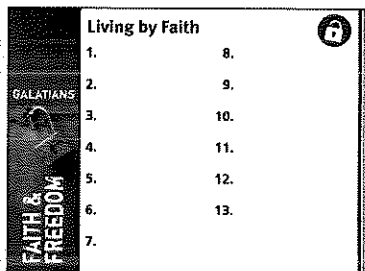 Living by Faith
1. 8.
2. 9.
3. 10.
4. 11.
5. 12.
6. 13.
7.
GALATIANS
FAITH &
FREEDOM